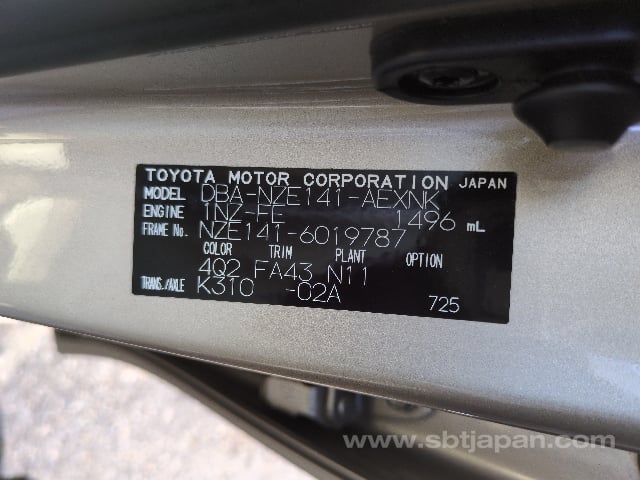 TOYOTA MOTOR CORPORATION JAPAN
MODEL DBA-NZE141-AEXNK
ENGINE 1NZ-FE 1496 mL
FRAME No. NZE141-6019787
COLOR TRIM PLANT OPTION
4Q2 FA43 N11
TRANS./AXLE K310 -02A 725
www.sbtjapan.com